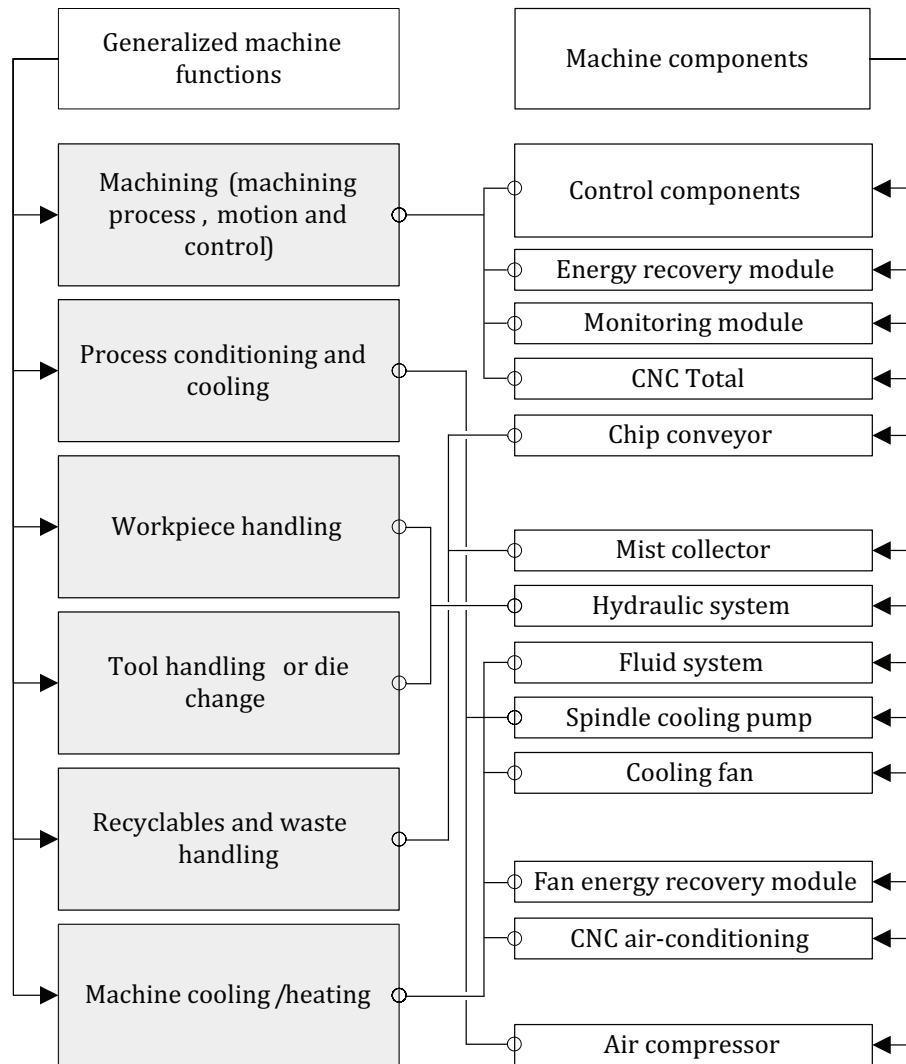 Generalized machine
functions
Machine components
Machining (machining
process , motion and
control)
Process conditioning and
cooling
Workpiece handling
Tool handling or die
change
Recyclables and waste
handling
Machine cooling /heating
Control components
Energy recovery module
Monitoring module
CNC Total
Chip conveyor
Mist collector
Hydraulic system
Fluid system
Spindle cooling pump
Cooling fan
Fan energy recovery module
CNC air-conditioning
Air compressor